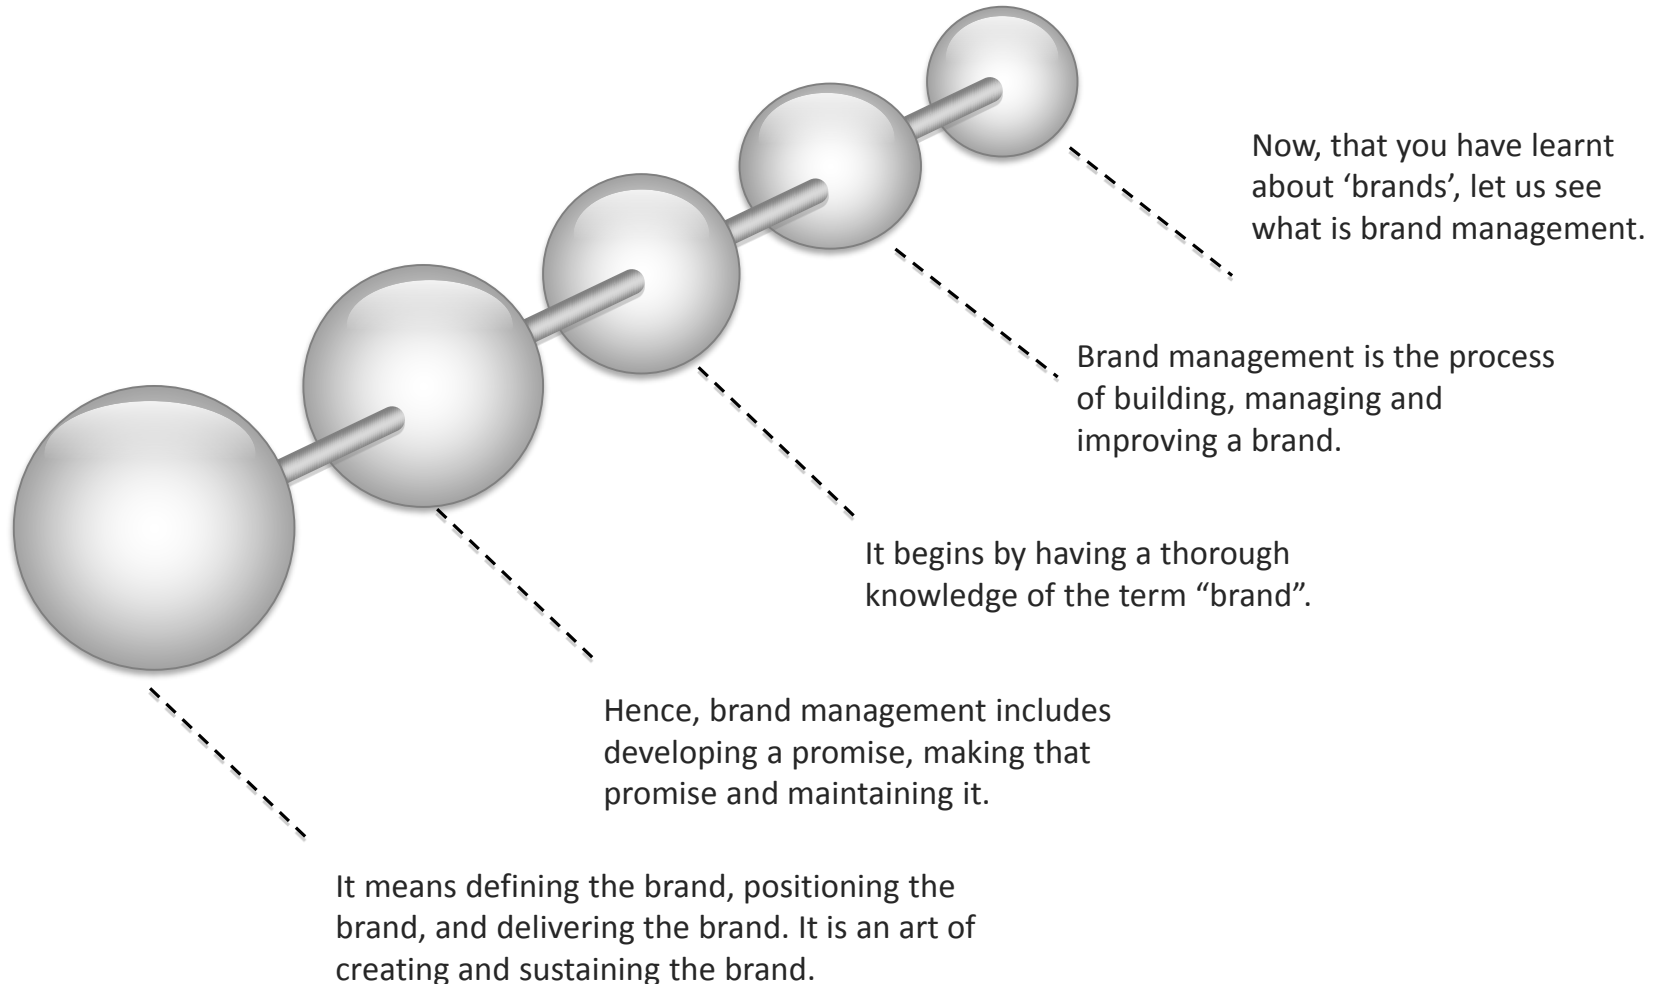 Now, that you have learnt
about ‘brands’, let us see
what is brand management.
Brand management is the process
of building, managing and
improving a brand.
It begins by having a thorough
knowledge of the term “brand”.
Hence, brand management includes
developing a promise, making that
promise and maintaining it.
It means defining the brand, positioning the
brand, and delivering the brand. It is an art of
creating and sustaining the brand.